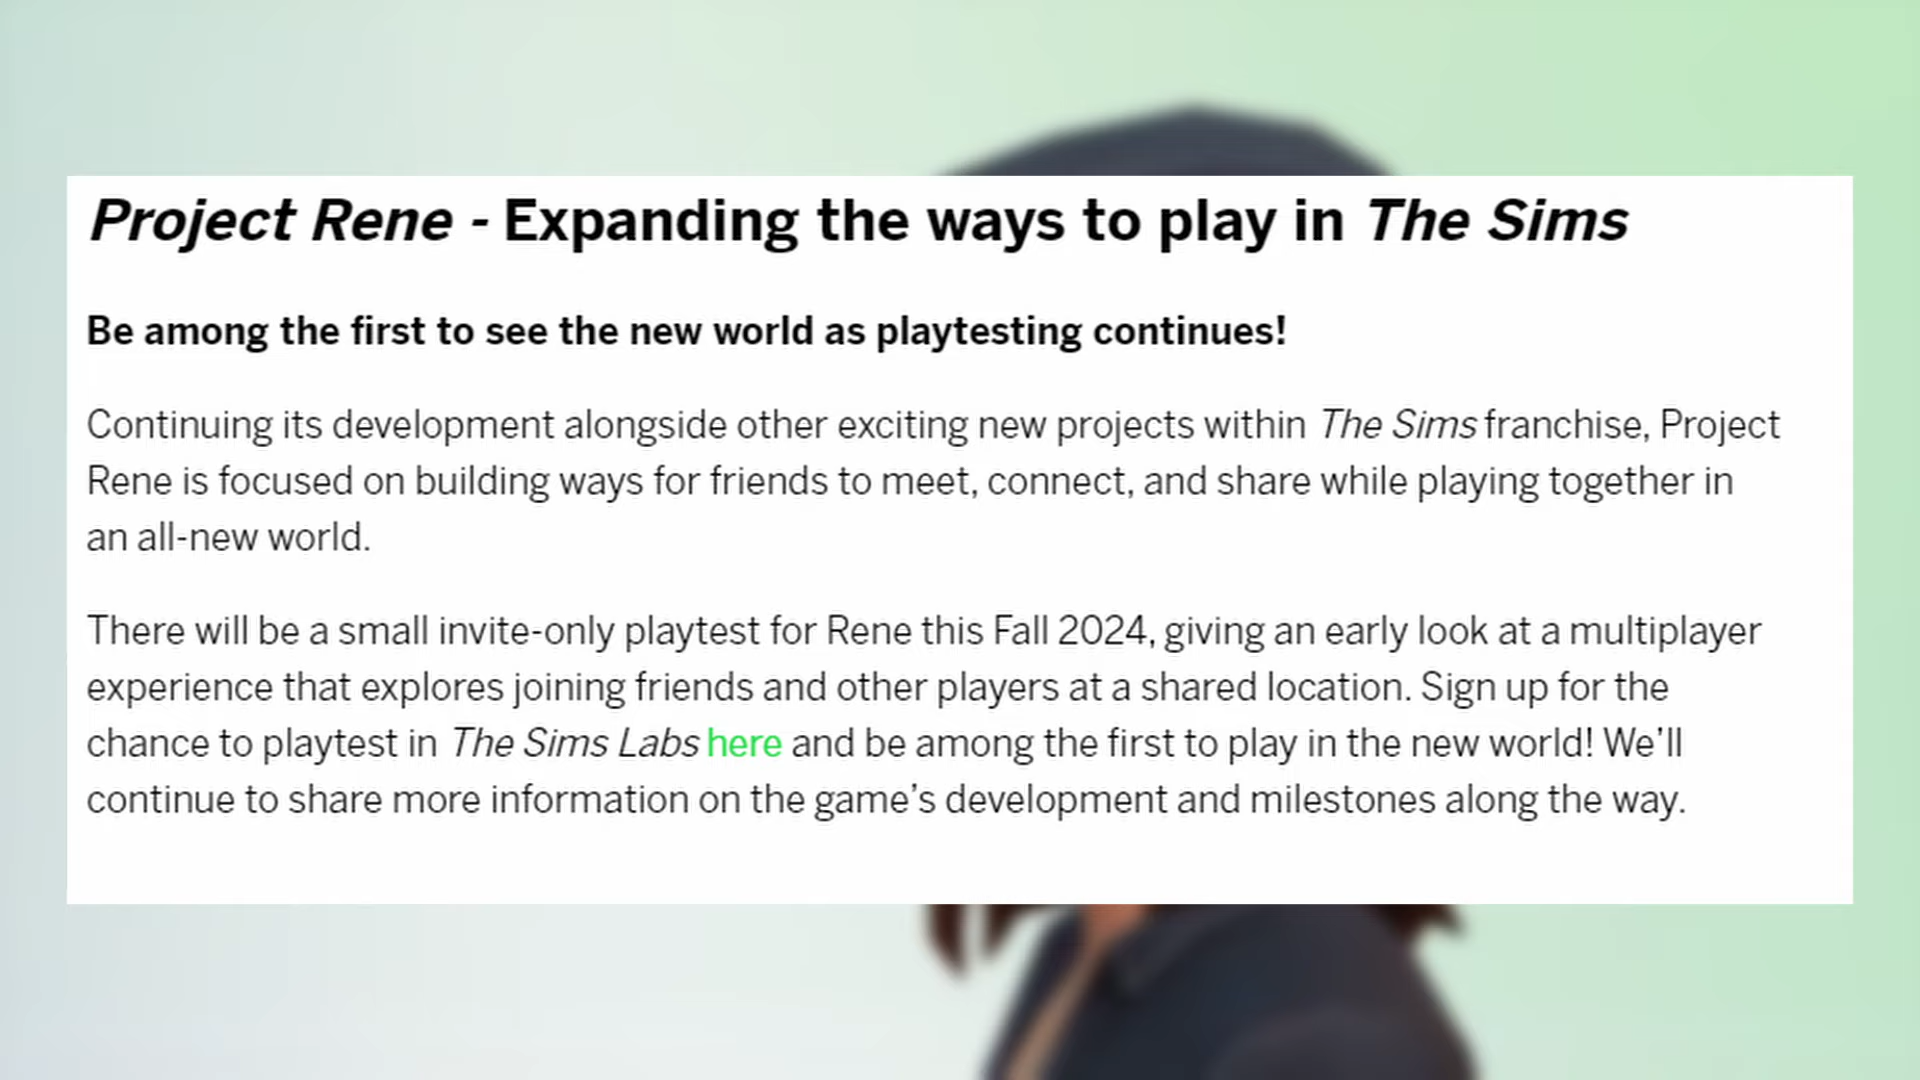 Project Rene - Expanding the ways to play in The Sims
Be among the first to see the new world as playtesting continues!
Continuing its development alongside other exciting new projects within The Sims franchise, Project
Rene is focused on building ways for friends to meet, connect, and share while playing together in
an all-new world.
There will be a small invite-only playtest for Rene this Fall 2024, giving an early look at a multiplayer
experience that explores joining friends and other players at a shared location. Sign up for the
chance to playtest in The Sims Labs here and be among the first to play in the new world! We’ll
continue to share more information on the game’s development and milestones along the way.